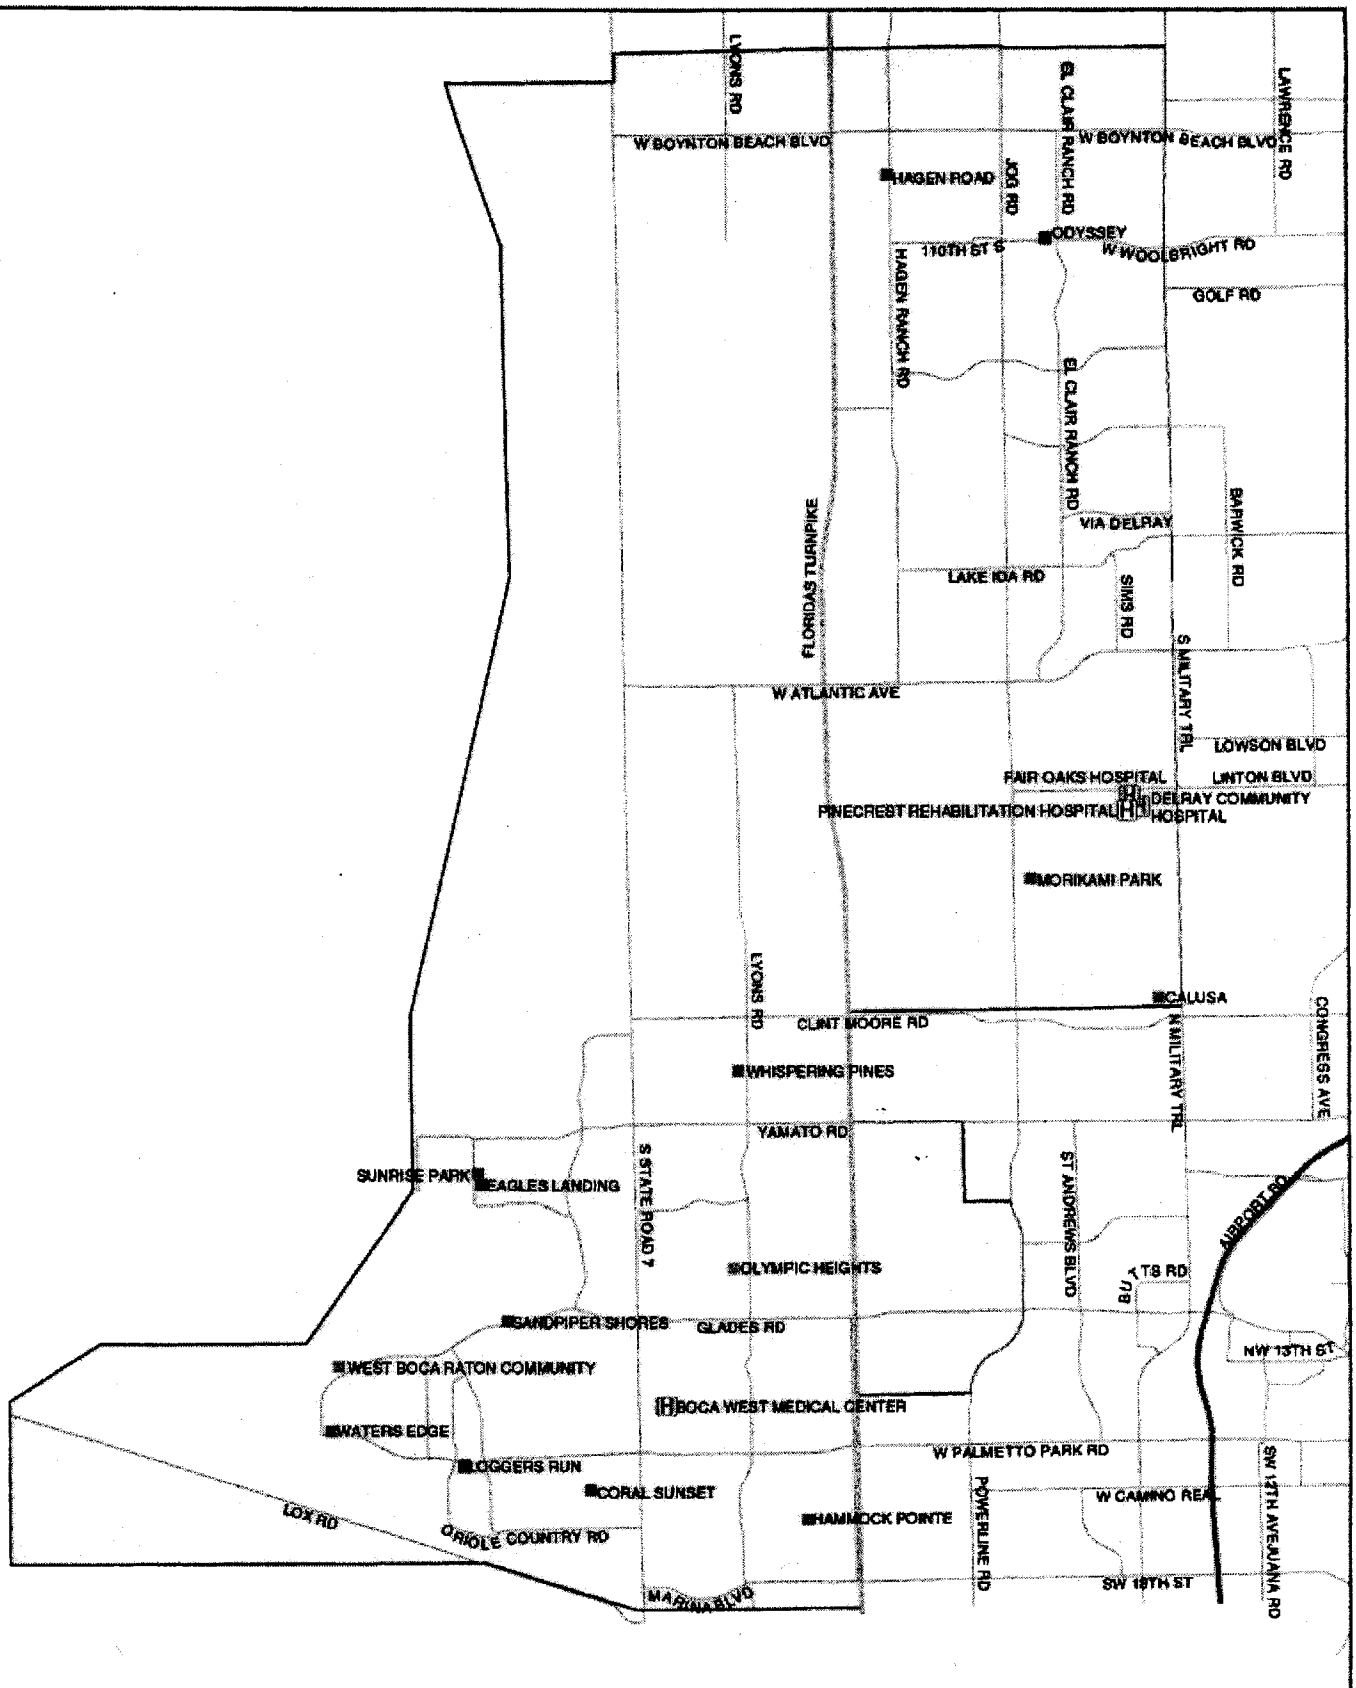 LYONS RD
EL CLAIR RANCH RD
LAWRENCE RD
W BOYNTON BEACH BLVD
W BOYNTON BEACH BLVD
HAGEN ROAD
JOG RD
ODYSSEY
110TH ST S
W WOOLBRIGHT RD
HAGEN RANCH RD
GOLF RD
EL CLAIR RANCH RD
FLORIDAS TURNPIKE
VIA DELRAY
BARWICK RD
LAKE IDA RD
SIMS RD
S MILITARY TRL
W ATLANTIC AVE
LOWSON BLVD
FAIR OAKS HOSPITAL
LINTON BLVD
PINECREST REHABILITATION HOSPITAL
H
H
DELRAY COMMUNITY
HOSPITAL
MORIKAMI PARK
LYONS RD
CALUSA
CLINT MOORE RD
N MILITARY TRL
CONGRESS AVE
WHISPERING PINES
YAMATO RD
SUNRISE PARK
EAGLES LANDING
S STATE ROAD 7
ST ANDREWS BLVD
AIRPORT RD
OLYMPIC HEIGHTS
BUTTS RD
SANDPIPER SHORES
GLADES RD
NW 13TH ST
WEST BOCA RATON COMMUNITY
H
BOCA WEST MEDICAL CENTER
WATERS EDGE
W PALMETTO PARK RD
LOGGERS RUN
CORAL SUNSET
POWERLINE RD
W CAMINO REAL
SW 12TH AVE/JUANA RD
LOX RD
ORIOLE COUNTRY RD
HAMMOCK POINTE
MARINA BLVD
SW 18TH ST